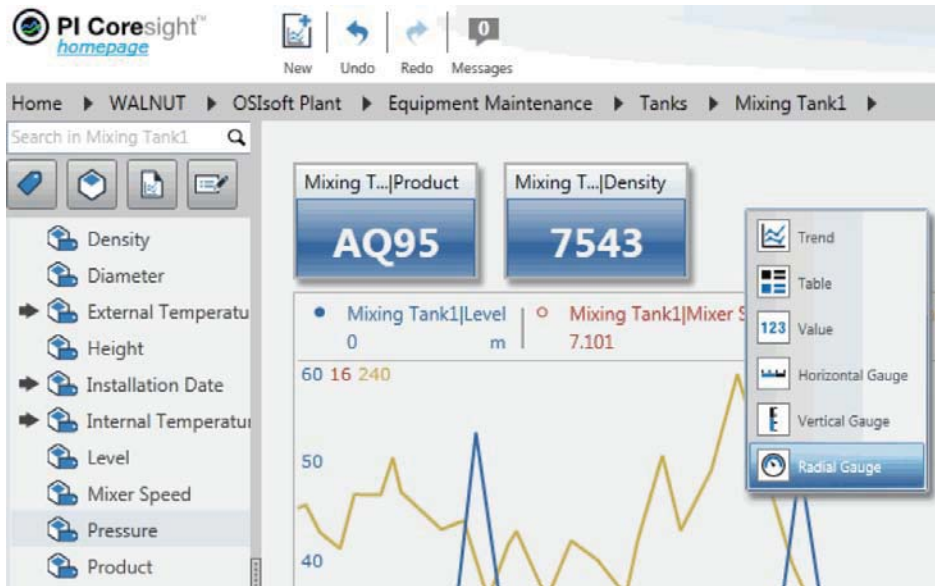 PI Coresight™
homepage
0
New Undo Redo Messages
Home WALNUT OSIsoft Plant Equipment Maintenance Tanks Mixing Tank1
Search in Mixing Tank1
Density
Diameter
External Temperatu
Height
Installation Date
Internal Temperatur
Level
Mixer Speed
Pressure
Product
Mixing T...|Product
AQ95
Mixing T...|Density
7543
Mixing Tank1|Level
0 m
Mixing Tank1|Mixer S
7.101
60 16 240
50
40
Trend
Table
123 Value
Horizontal Gauge
Vertical Gauge
Radial Gauge